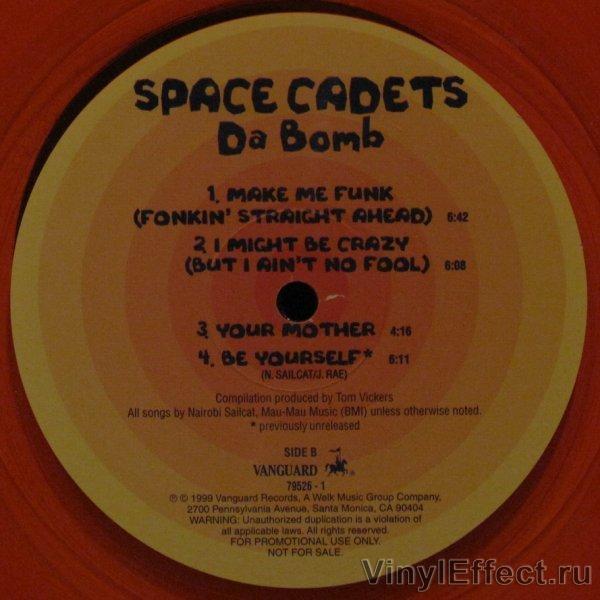 SPACE CADETS
Da Bomb
1. MAKE ME FUNK
(FONKIN' STRAIGHT AHEAD) 6:42
2. I MIGHT BE CRAZY
(BUT I AIN'T NO FOOL) 6:08
3. YOUR MOTHER 4:16
4. BE YOURSELF* 6:11
(N. SAILCAT/J. RAE)
Compilation produced by Tom Vickers
All songs by Nairobi Sailcat, Mau-Mau Music (BMI) unless otherwise noted.
* previously unreleased
SIDE B
VANGUARD ®
79526 - 1
℗ © 1999 Vanguard Records, A Welk Music Group Company,
2700 Pennsylvania Avenue, Santa Monica, CA 90404
WARNING: Unauthorized duplication is a violation of
all applicable laws. All rights reserved.
FOR PROMOTIONAL USE ONLY.
NOT FOR SALE.
VinylEffect.ru